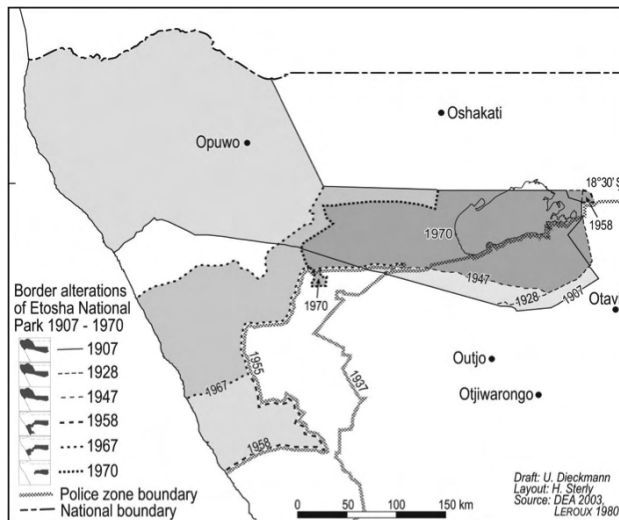 Oshakati
Opuwo
18°30' S
1958
1970
1947
1928
1907
Otavi
1970
1955
1937
Outjo
Otjiwarongo
1967
1958
Border alterations
of Etosha National
Park 1907 - 1970
1907
1928
1947
1958
1967
1970
Police zone boundary
National boundary
0 50 100 150 km
Draft: U. Dieckmann
Layout: H. Sterly
Source: DEA 2003,
LEROUX 1980